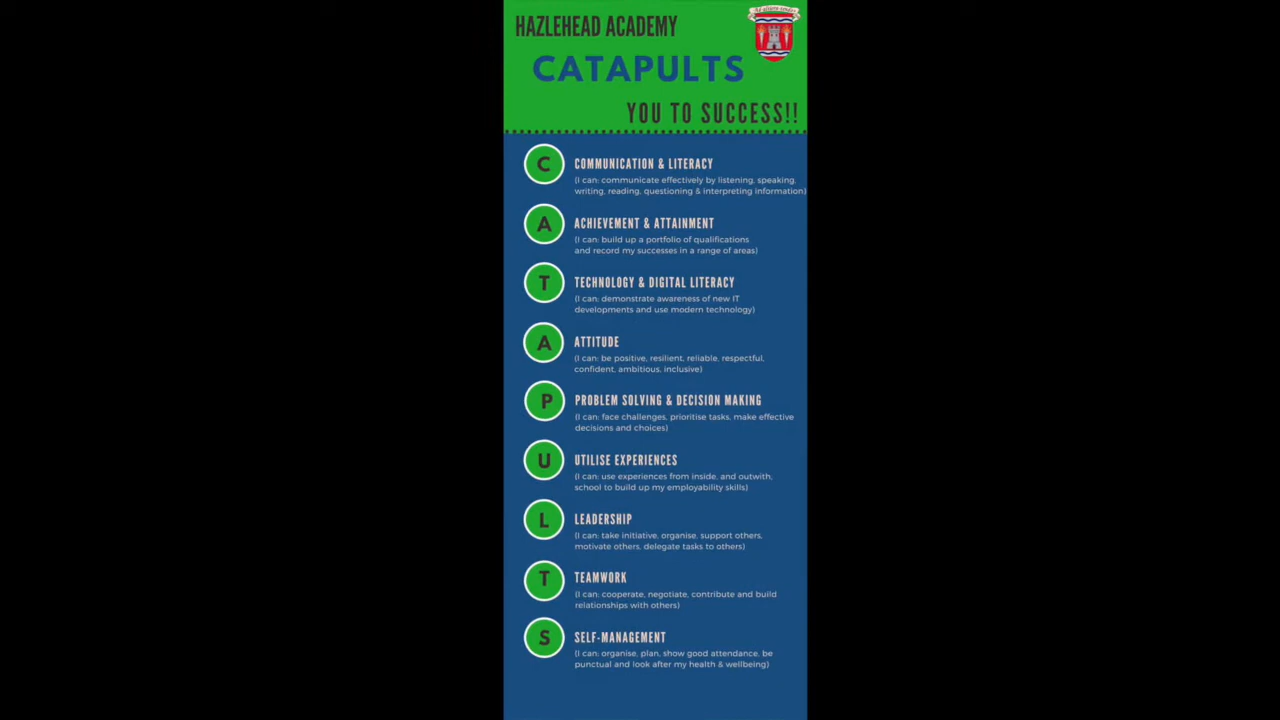 HAZLEHEAD ACADEMY
Ad altiora tendo
CATAPULTS
YOU TO SUCCESS!!
C
COMMUNICATION & LITERACY
(I can: communicate effectively by listening, speaking,
writing, reading, questioning & interpreting information)
A
ACHIEVEMENT & ATTAINMENT
(I can: build up a portfolio of qualifications
and record my successes in a range of areas)
T
TECHNOLOGY & DIGITAL LITERACY
(I can: demonstrate awareness of new IT
developments and use modern technology)
A
ATTITUDE
(I can: be positive, resilient, reliable, respectful,
confident, ambitious, inclusive)
P
PROBLEM SOLVING & DECISION MAKING
(I can: face challenges, prioritise tasks, make effective
decisions and choices)
U
UTILISE EXPERIENCES
(I can: use experiences from inside, and outwith,
school to build up my employability skills)
L
LEADERSHIP
(I can: take initiative, organise, support others,
motivate others, delegate tasks to others)
T
TEAMWORK
(I can: cooperate, negotiate, contribute and build
relationships with others)
S
SELF-MANAGEMENT
(I can: organise, plan, show good attendance, be
punctual and look after my health & wellbeing)